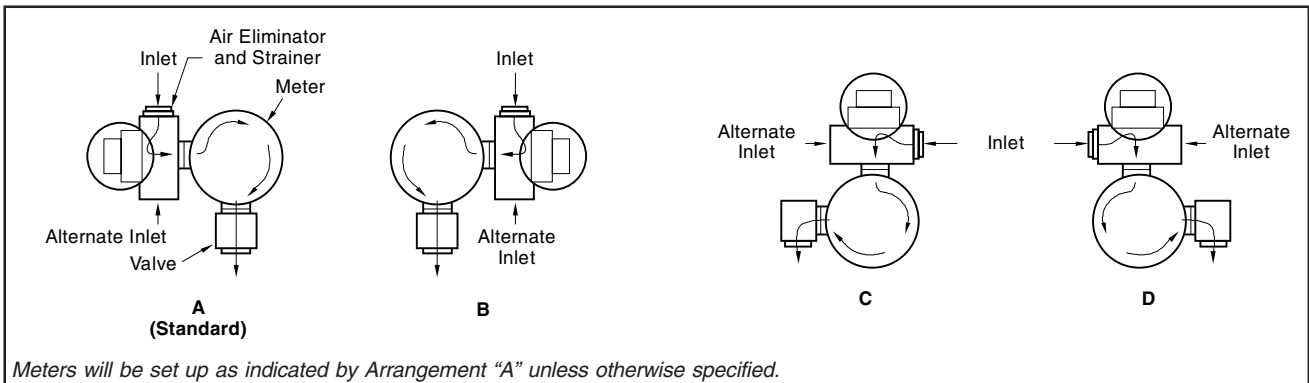 Air Eliminator
and Strainer
Inlet
Meter
Alternate Inlet
Valve
A
(Standard)
Inlet
Alternate
Inlet
B
Alternate
Inlet
Inlet
C
Alternate
Inlet
D
Meters will be set up as indicated by Arrangement “A” unless otherwise specified.